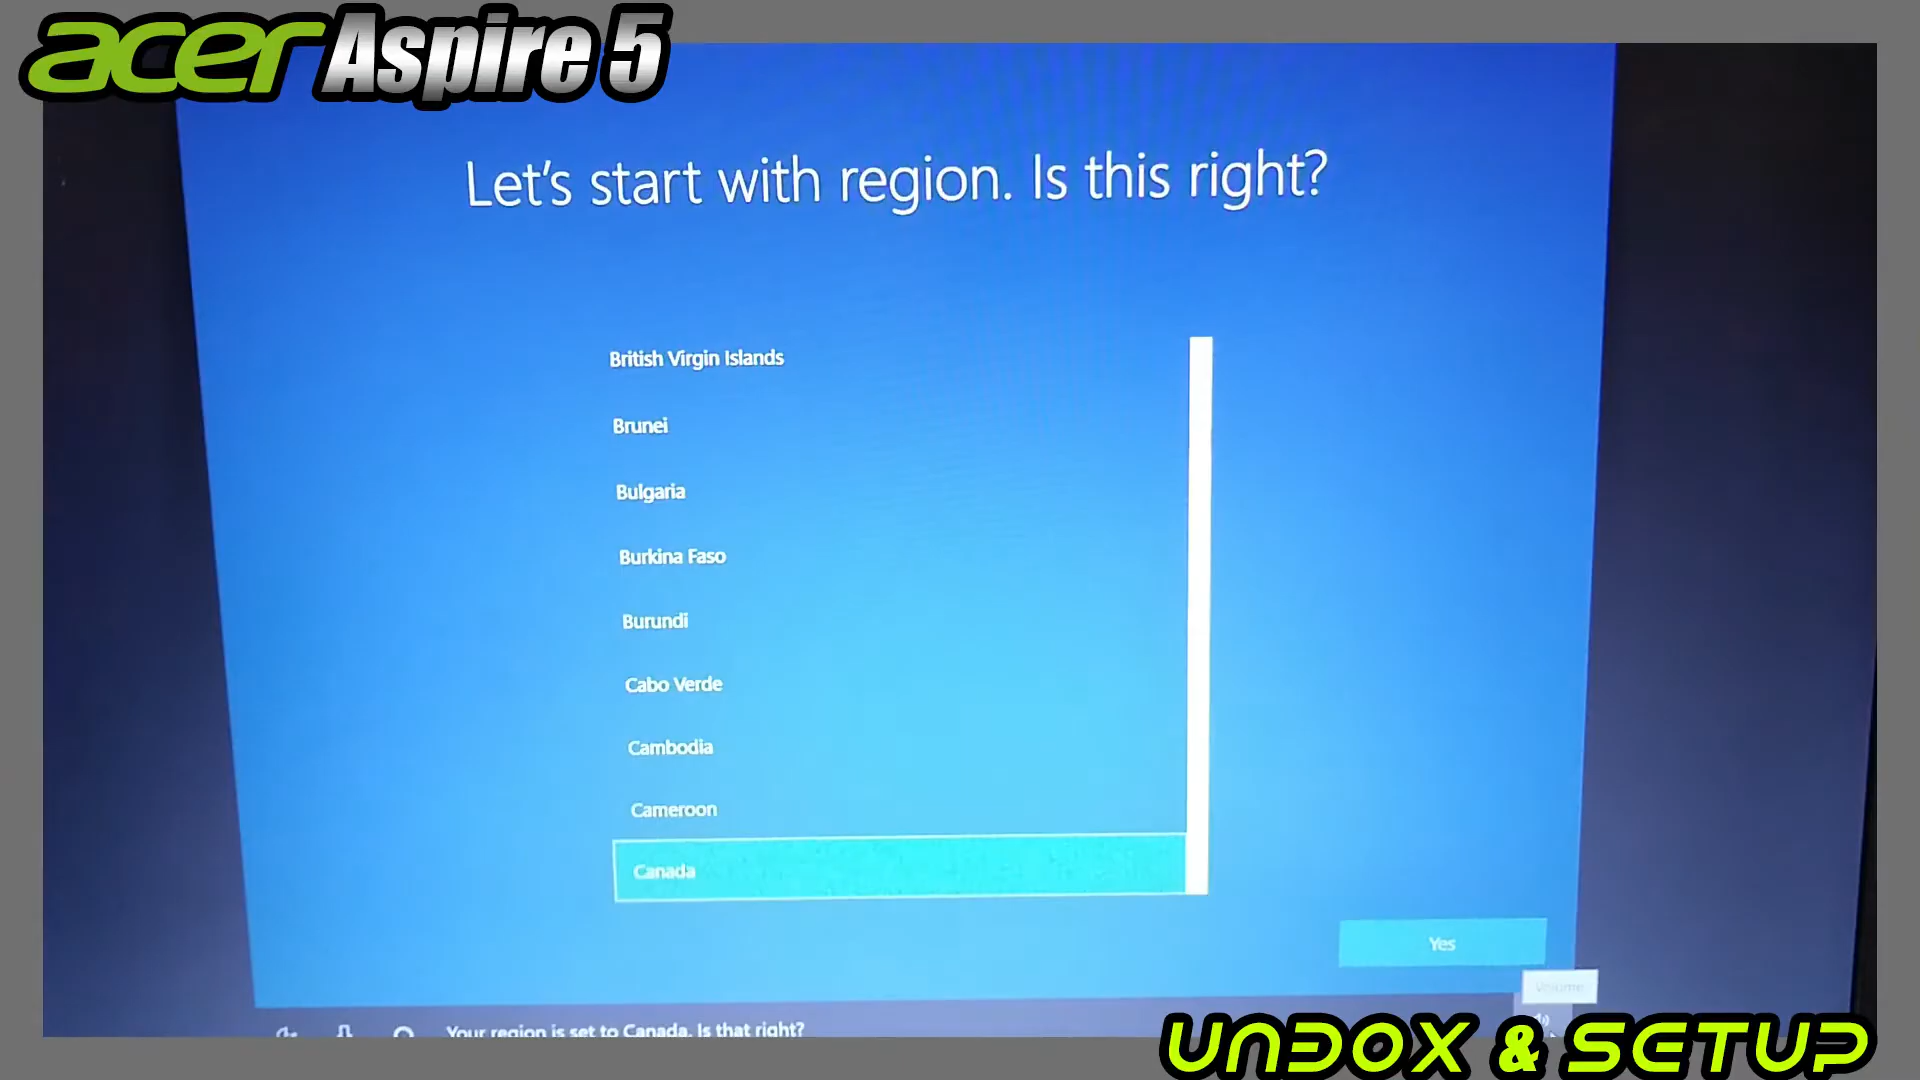 acer Aspire 5
Let's start with region. Is this right?
British Virgin Islands
Brunei
Bulgaria
Burkina Faso
Burundi
Cabo Verde
Cambodia
Cameroon
Canada
Yes
Volume
Your region is set to Canada. Is that right?
UNBOX & SETUP